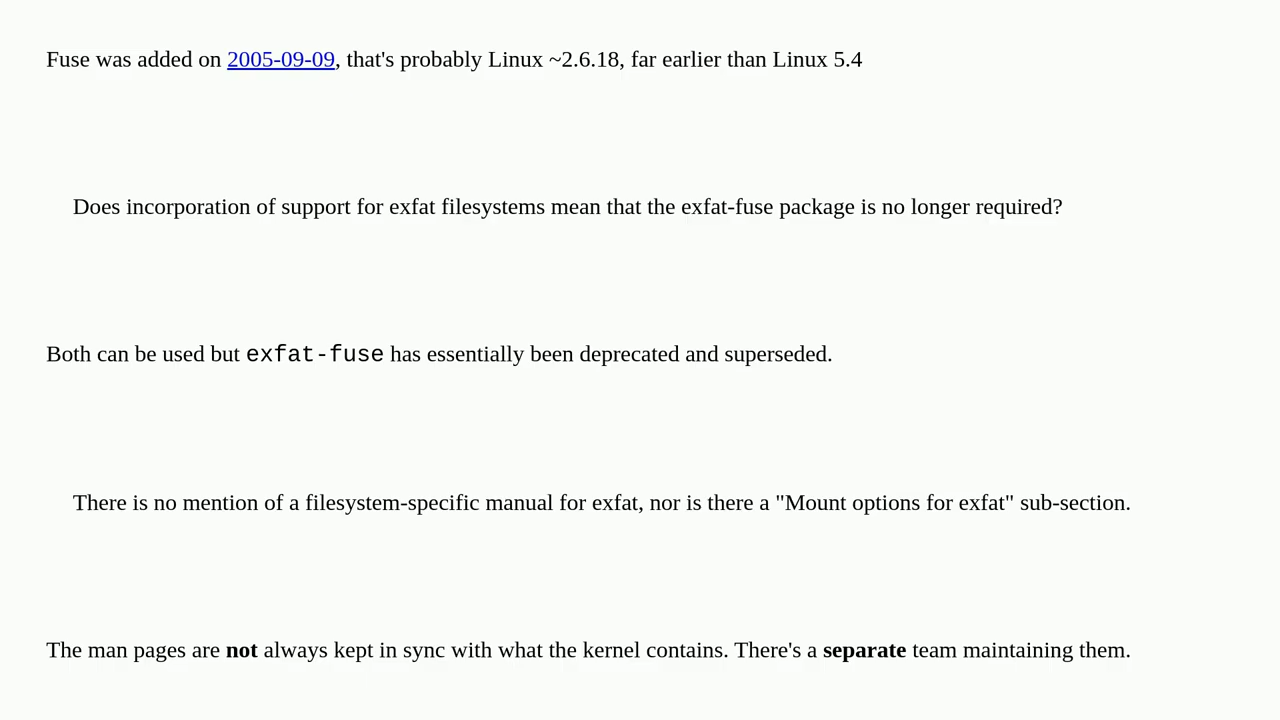 Fuse was added on 2005-09-09, that's probably Linux ~2.6.18, far earlier than Linux 5.4
Does incorporation of support for exfat filesystems mean that the exfat-fuse package is no longer required?
Both can be used but exfat-fuse has essentially been deprecated and superseded.
There is no mention of a filesystem-specific manual for exfat, nor is there a "Mount options for exfat" sub-section.
The man pages are not always kept in sync with what the kernel contains. There's a separate team maintaining them.